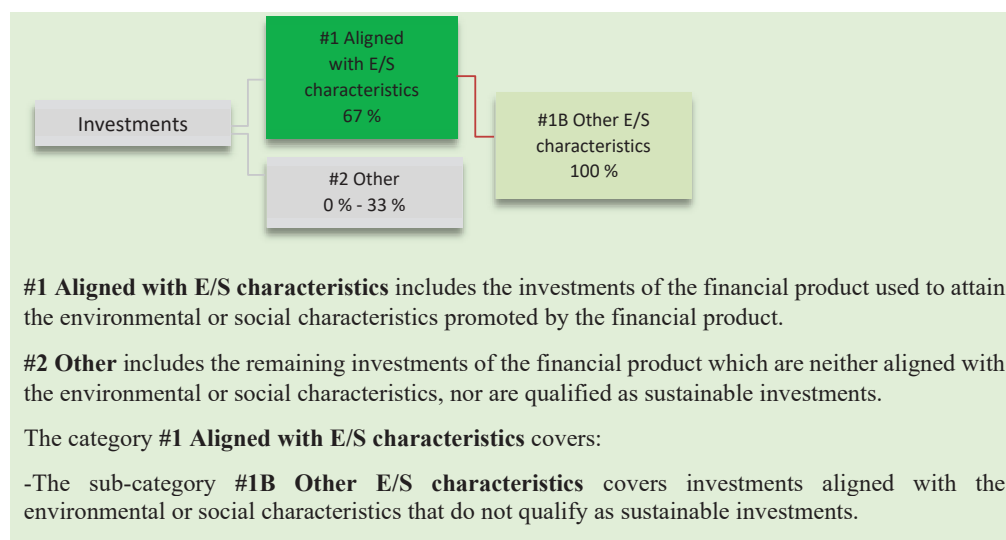 #1 Aligned
with E/S
characteristics
67 %
Investments
#1B Other E/S
characteristics
100 %
#2 Other
0 % - 33 %
#1 Aligned with E/S characteristics includes the investments of the financial product used to attain
the environmental or social characteristics promoted by the financial product.
#2 Other includes the remaining investments of the financial product which are neither aligned with
the environmental or social characteristics, nor are qualified as sustainable investments.
The category #1 Aligned with E/S characteristics covers:
-The sub-category #1B Other E/S characteristics covers investments aligned with the
environmental or social characteristics that do not qualify as sustainable investments.